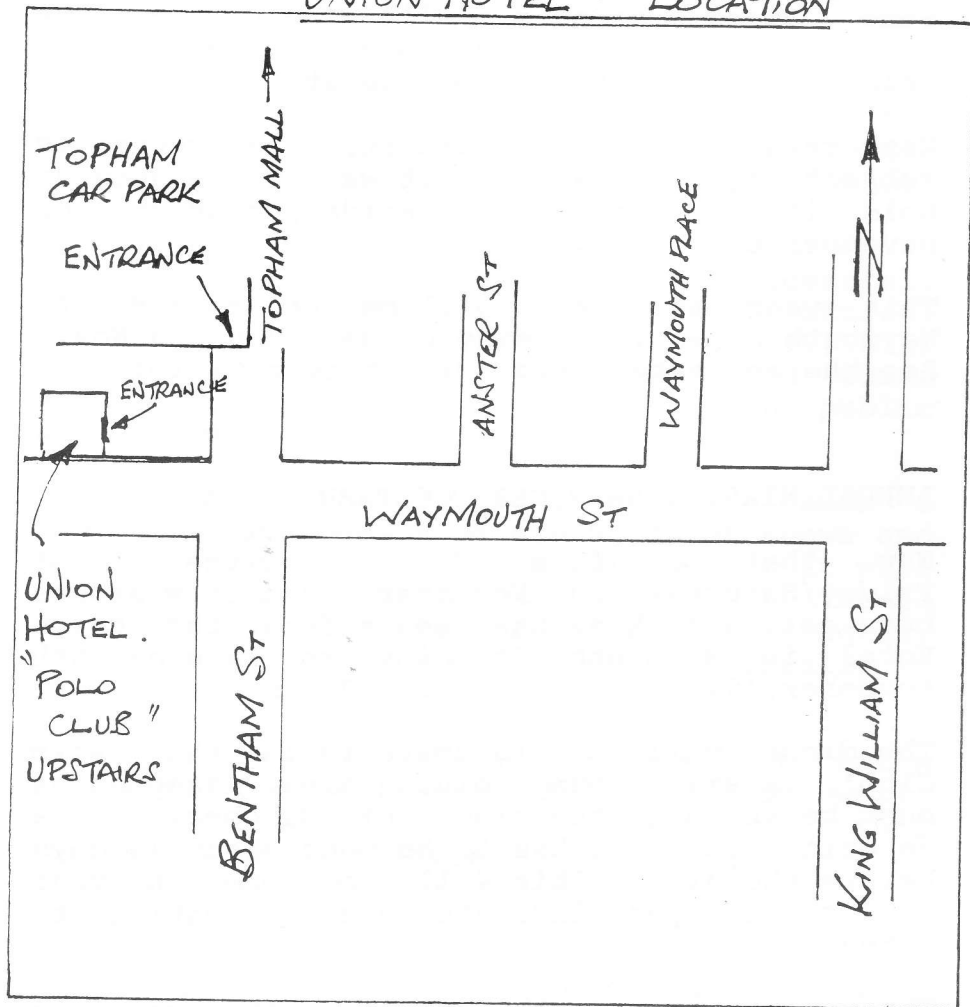 UNION HOTEL LOCATION
TOPHAM
CAR PARK
ENTRANCE
TOPHAM MALL
ENTRANCE
ANSTER ST
WAYMOUTH PLACE
N
WAYMOUTH ST
UNION
HOTEL.
"POLO
CLUB"
UPSTAIRS
BENTHAM ST
KING WILLIAM ST